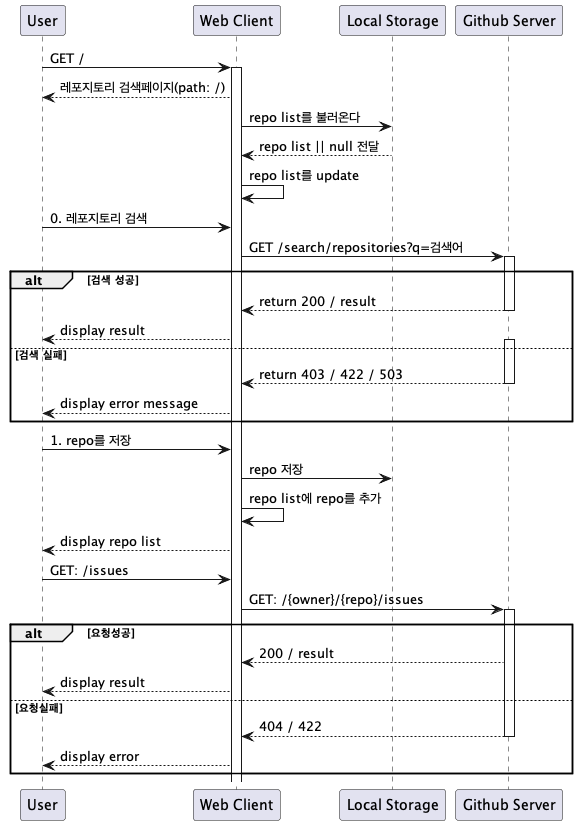 User Web Client Local Storage Github Server
GET /
레포지토리 검색페이지(path: /)
repo list를 불러온다
repo list || null 전달
repo list를 update
0. 레포지토리 검색
GET /search/repositories?q=검색어
alt [검색 성공]
return 200 / result
display result
[검색 실패]
return 403 / 422 / 503
display error message
1. repo를 저장
repo 저장
repo list에 repo를 추가
display repo list
GET: /issues
GET: /{owner}/{repo}/issues
alt [요청성공]
200 / result
display result
[요청실패]
404 / 422
display error
User Web Client Local Storage Github Server